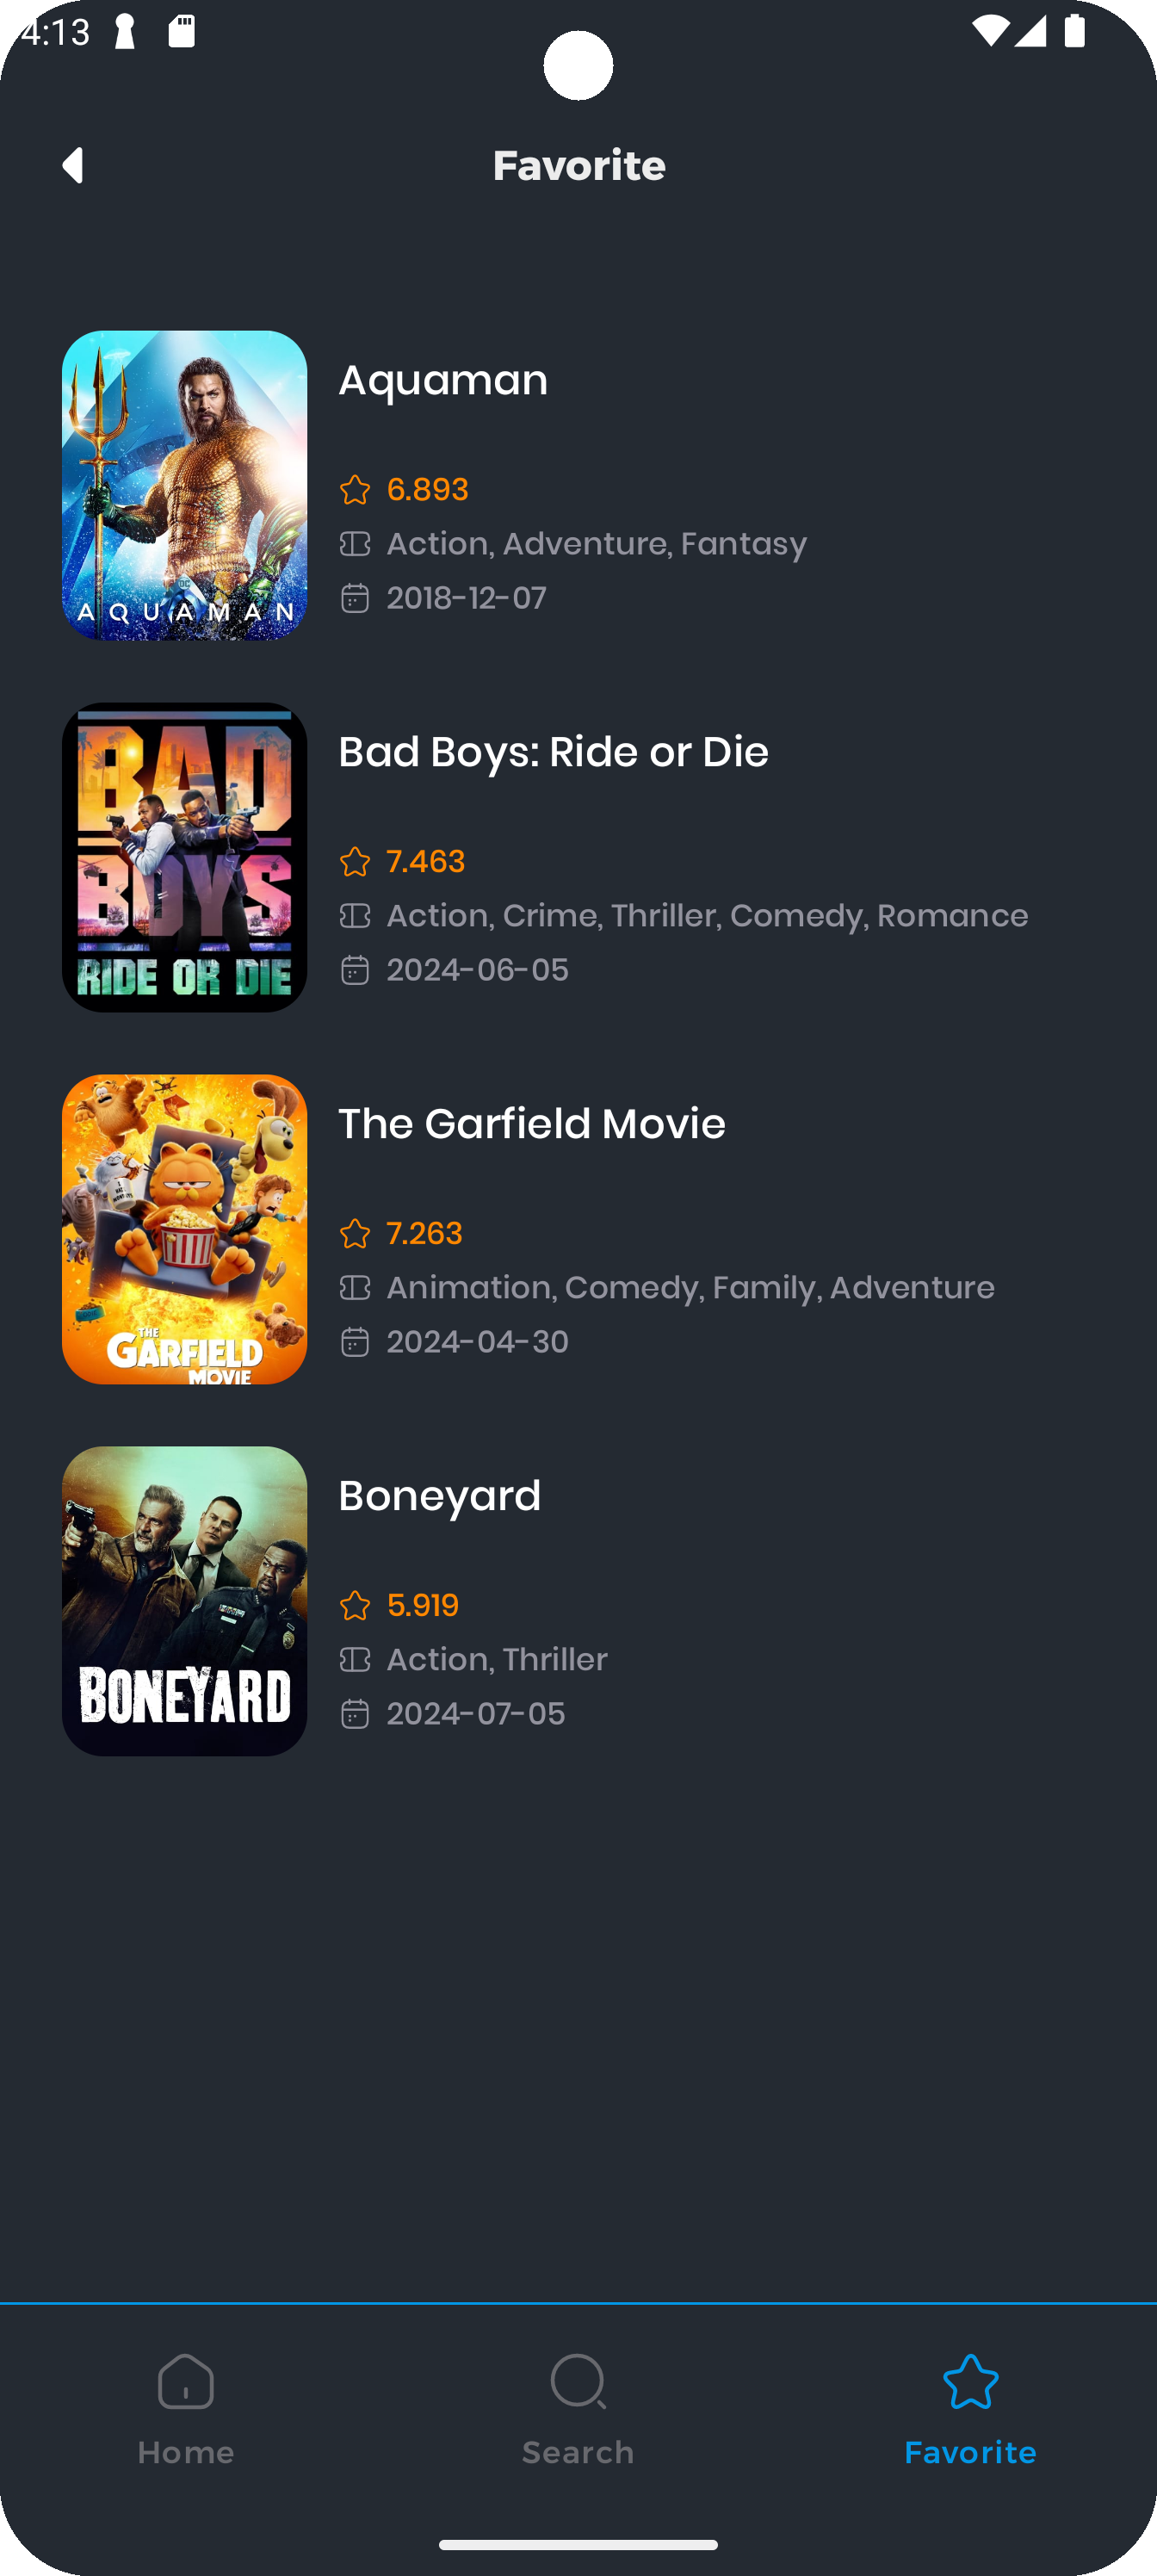 4:13
Favorite
Aquaman
6.893
Action, Adventure, Fantasy
2018-12-07
AQUAMAN
Bad Boys: Ride or Die
7.463
Action, Crime, Thriller, Comedy, Romance
2024-06-05
BAD
BOYS
RIDE OR DIE
The Garfield Movie
7.263
Animation, Comedy, Family, Adventure
2024-04-30
THE
GARFIELD
MOVIE
Boneyard
5.919
Action, Thriller
2024-07-05
BONEYARD
Home
Search
Favorite